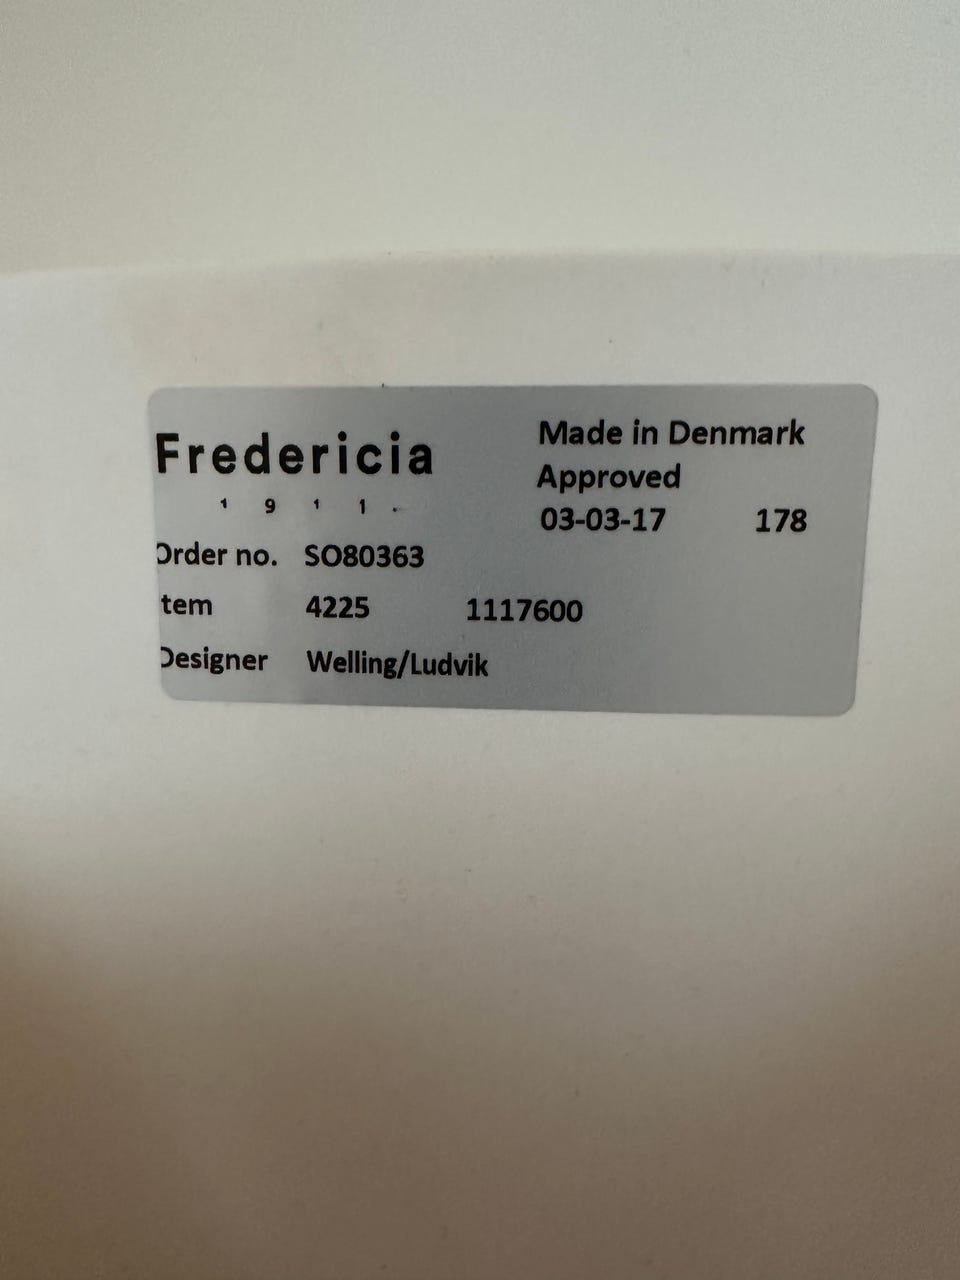 Fredericia
1 9 1 1
Made in Denmark
Approved
03-03-17 178
Order no. SO80363
Item 4225 1117600
Designer Welling/Ludvik